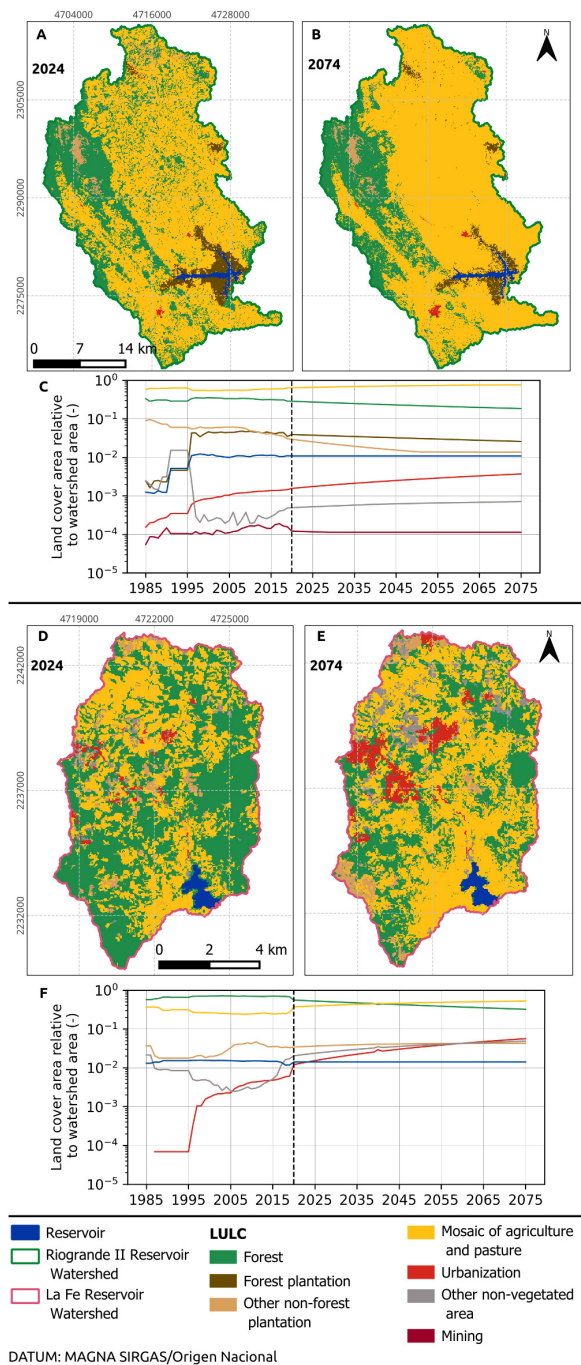 4704000 4716000 4728000
A
2024
B
N
2074
2305000
2290000
2275000
0 7 14 km
C
Land cover area relative
to watershed area (-)
10⁰
10⁻¹
10⁻²
10⁻³
10⁻⁴
10⁻⁵
1985 1995 2005 2015 2025 2035 2045 2055 2065 2075
4719000 4722000 4725000
D
2024
E
N
2074
2242000
2237000
2232000
0 2 4 km
F
Land cover area relative
to watershed area (-)
10⁰
10⁻¹
10⁻²
10⁻³
10⁻⁴
10⁻⁵
1985 1995 2005 2015 2025 2035 2045 2055 2065 2075
Reservoir
Riogrande II Reservoir
Watershed
La Fe Reservoir
Watershed
LULC
Forest
Forest plantation
Other non-forest
plantation
Mosaic of agriculture
and pasture
Urbanization
Other non-vegetated
area
Mining
DATUM: MAGNA SIRGAS/Origen Nacional